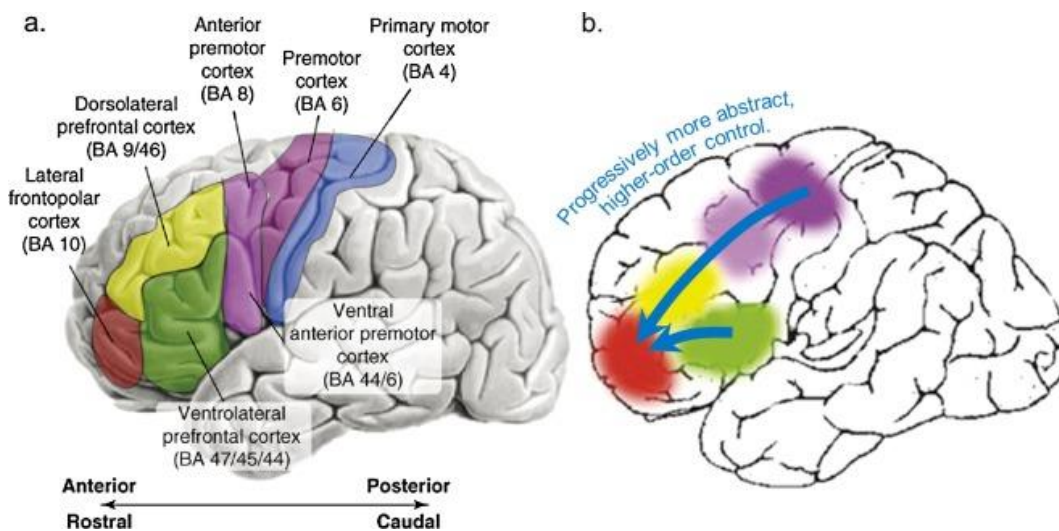 a.
Anterior
premotor
cortex
(BA 8)
Premotor
cortex
(BA 6)
Primary motor
cortex
(BA 4)
Dorsolateral
prefrontal cortex
(BA 9/46)
Lateral
frontopolar
cortex
(BA 10)
Ventral
anterior premotor
cortex
(BA 44/6)
Ventrolateral
prefrontal cortex
(BA 47/45/44)
Anterior
Posterior
Rostral
Caudal
b.
Progressively more abstract,
higher-order control.